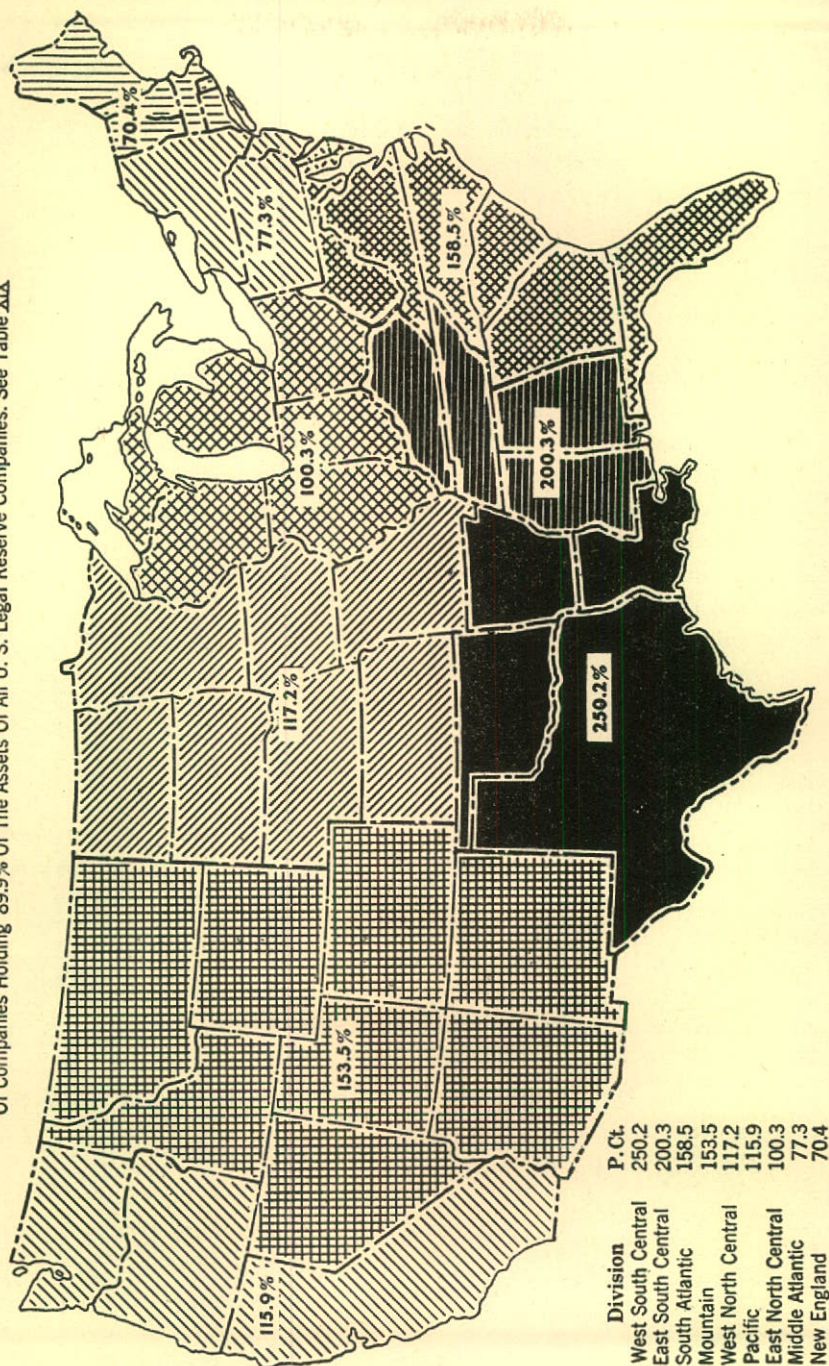 Of Companies Holding 89.9% Of The Assets Of All U. S. Legal Reserve Companies. See Table XIX
70.4%
77.3%
100.3%
158.5%
117.2%
200.3%
153.5%
250.2%
115.9%
Division P. Ct.
West South Central 250.2
East South Central 200.3
South Atlantic 158.5
Mountain 153.5
West North Central 117.2
Pacific 115.9
East North Central 100.3
Middle Atlantic 77.3
New England 70.4